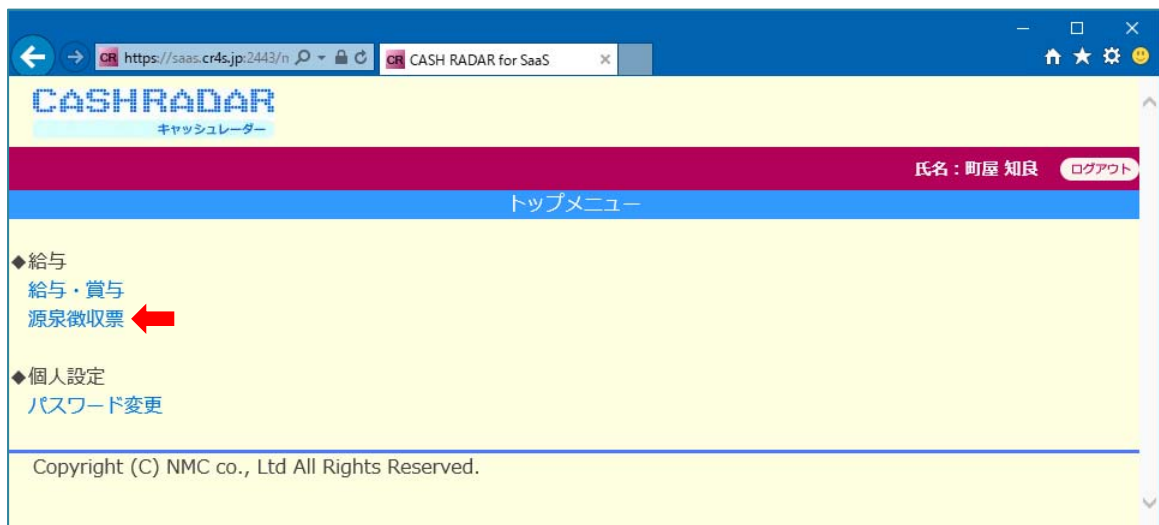 CR https://saas.cr4s.jp:2443/n
CR CASH RADAR for SaaS
CASHRADAR
キャッシュレーダー
氏名：町屋 知良 ログアウト
トップメニュー
◆給与
給与・賞与
源泉徴収票
◆個人設定
パスワード変更
Copyright (C) NMC co., Ltd All Rights Reserved.